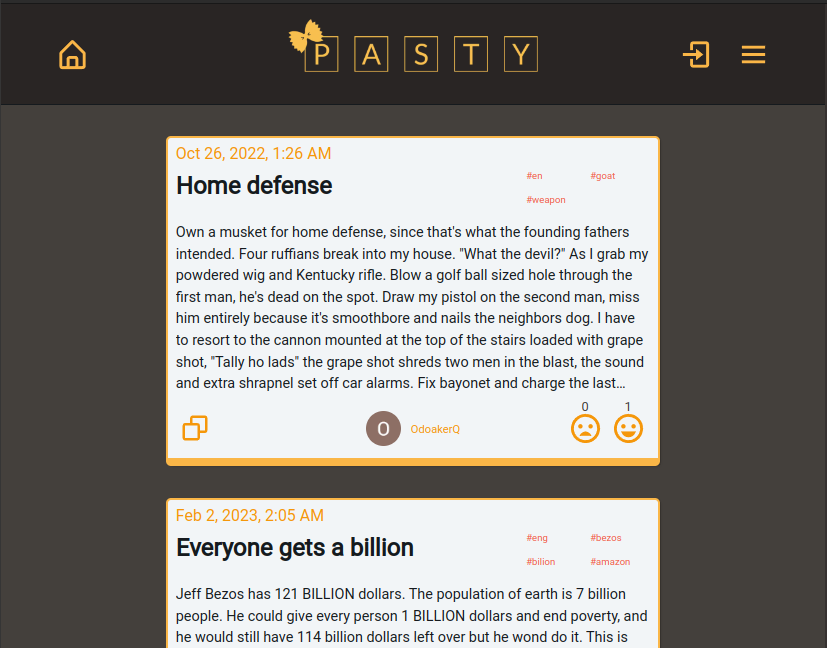 PASTY
Oct 26, 2022, 1:26 AM
Home defense
#en #goat
#weapon
Own a musket for home defense, since that's what the founding fathers
intended. Four ruffians break into my house. "What the devil?" As I grab my
powdered wig and Kentucky rifle. Blow a golf ball sized hole through the
first man, he's dead on the spot. Draw my pistol on the second man, miss
him entirely because it's smoothbore and nails the neighbors dog. I have
to resort to the cannon mounted at the top of the stairs loaded with grape
shot, "Tally ho lads" the grape shot shreds two men in the blast, the sound
and extra shrapnel set off car alarms. Fix bayonet and charge the last...
0 1
O OdoakerQ
Feb 2, 2023, 2:05 AM
Everyone gets a billion
#eng #bezos
#bilion #amazon
Jeff Bezos has 121 BILLION dollars. The population of earth is 7 billion
people. He could give every person 1 BILLION dollars and end poverty, and
he would still have 114 billion dollars left over but he wond do it. This is